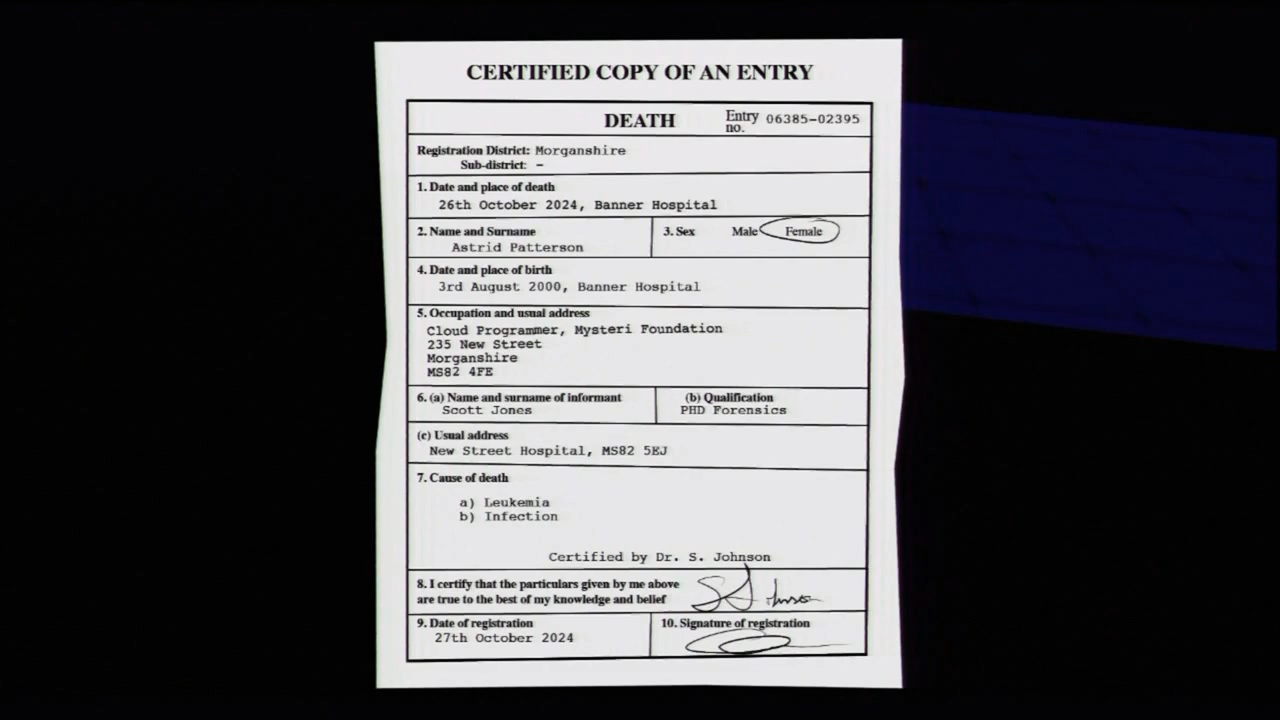 CERTIFIED COPY OF AN ENTRY
DEATH
Entry no. 06385-02395
Registration District: Morganshire
Sub-district: -
1. Date and place of death
26th October 2024, Banner Hospital
2. Name and Surname
Astrid Patterson
3. Sex Male Female
4. Date and place of birth
3rd August 2000, Banner Hospital
5. Occupation and usual address
Cloud Programmer, Mysteri Foundation
235 New Street
Morganshire
MS82 4FE
6. (a) Name and surname of informant
Scott Jones
(b) Qualification
PHD Forensics
(c) Usual address
New Street Hospital, MS82 5EJ
7. Cause of death
a) Leukemia
b) Infection
Certified by Dr. S. Johnson
8. I certify that the particulars given by me above
are true to the best of my knowledge and belief
9. Date of registration
27th October 2024
10. Signature of registration